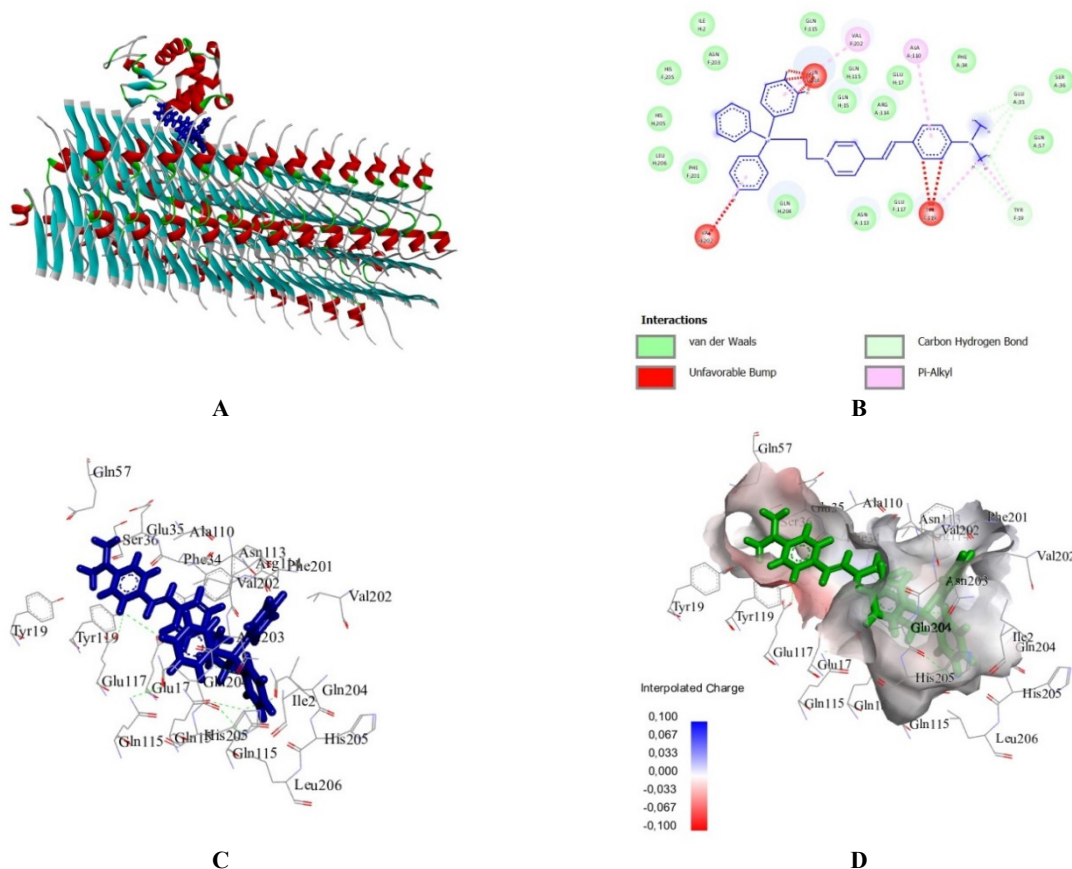 ILE
H:2
GLN
F:115
VAL
F:202
ALA
A:110
PHE
A:34
SER
A:36
HIS
F:205
ASN
F:203
GLN
H:115
GLU
H:17
GLU
A:35
HIS
H:205
ARG
A:114
GLN
A:57
LEU
H:206
PHE
F:201
GLN
H:204
ASN
A:113
GLU
F:117
TYR
F:19
Interactions
van der Waals
Carbon Hydrogen Bond
Unfavorable Bump
Pi-Alkyl
A
B
Gln57
Glu35
Ala110
Ser36
Phe34
Asn113
Phe201
Val202
Val202
Tyr19
Tyr119
Glu117
Glu17
Gln204
Ile2
Gln115
His205
Gln115
His205
Leu206
C
Gln57
Ala110
Ser36
Phe201
Val202
Val202
Tyr19
Tyr119
Asn203
Glu117
Gln204
Ile2
Gln204
Glu17
His205
His205
Gln115
Gln115
Leu206
Interpolated Charge
0,100
0,067
0,033
0,000
-0,033
-0,067
-0,100
D